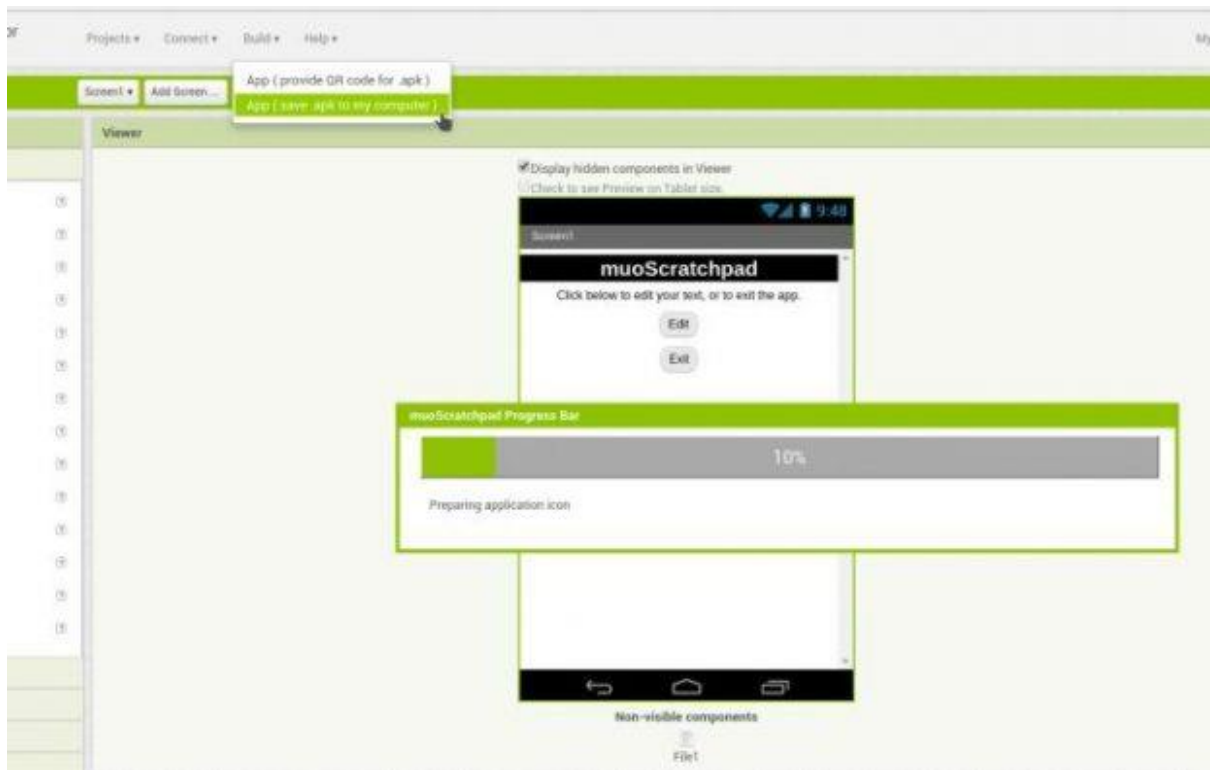 or Projects ▾ Connect ▾ Build ▾ Help ▾ My
App ( provide QR code for .apk )
Screen1 ▾ Add Screen...
App ( save .apk to my computer )
Viewer
Display hidden components in Viewer
Check to see Preview on Tablet size.
9:48
Screen1
muoScratchpad
Click below to edit your text, or to exit the app.
Edit
Exit
muoScratchpad Progress Bar
10%
Preparing application icon
Non-visible components
File1